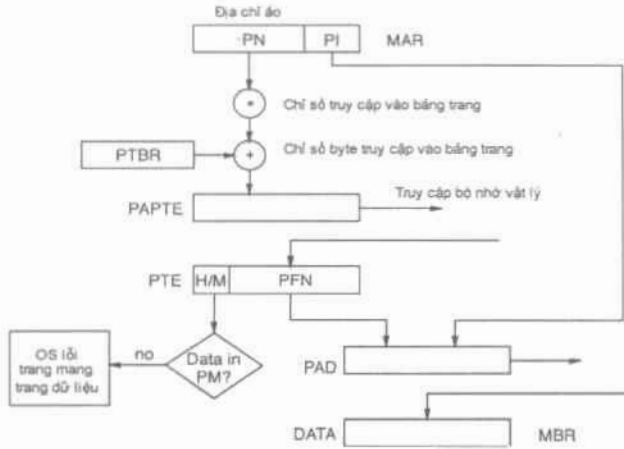 Địa chỉ ảo
PN PI MAR
Chỉ số truy cập vào bảng trang
PTBR + Chỉ số byte truy cập vào bảng trang
PAPTE Truy cập bộ nhớ vật lý
PTE H/M PFN
OS lỗi
trang mang
trang dữ liệu
no
Data in
PM?
PAD
DATA MBR